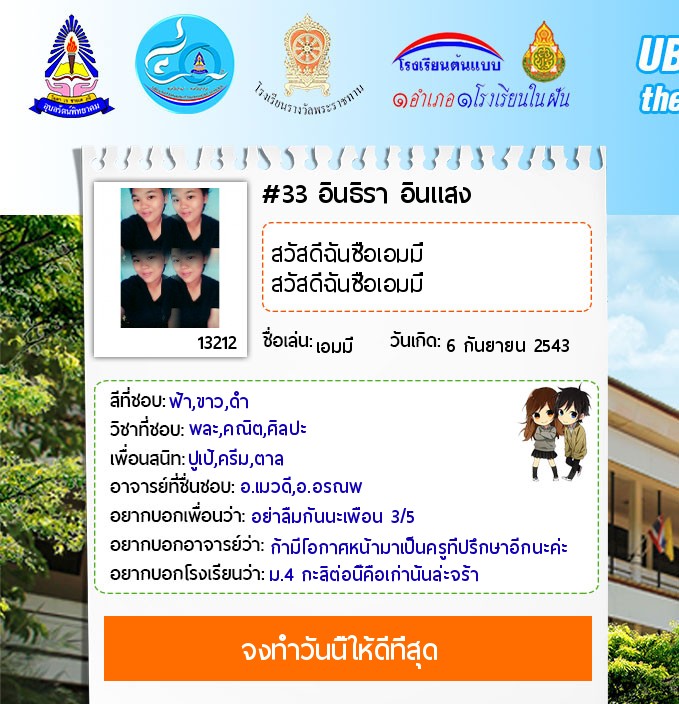 อุบลรัตน์พิทยาคม
โรงเรียนรางวัลพระราชทาน
โรงเรียนต้นแบบ
๑อำเภอ๑โรงเรียนในฝัน
UB
the
#33 อินธิรา อินแสง
สวัสดีฉันชื่อเอมมี่
สวัสดีฉันชื่อเอมมี่
13212
ชื่อเล่น: เอมมี่ วันเกิด: 6 กันยายน 2543
สีที่ชอบ: ฟ้า,ขาว,ดำ
วิชาที่ชอบ: พละ,คณิต,ศิลปะ
เพื่อนสนิท: ปูเป้,ครีม,ตาล
อาจารย์ที่ชื่นชอบ: อ.เมวดี,อ.อรณพ
อยากบอกเพื่อนว่า: อย่าลืมกันนะเพื่อน 3/5
อยากบอกอาจารย์ว่า: ถ้ามีโอกาศหน้ามาเป็นครูที่ปรึกษาอีกนะค่ะ
อยากบอกโรงเรียนว่า: ม.4 กะสิต่อนี้คือเก่านั่นล่ะจร้า
จงทำวันนี้ให้ดีที่สุด